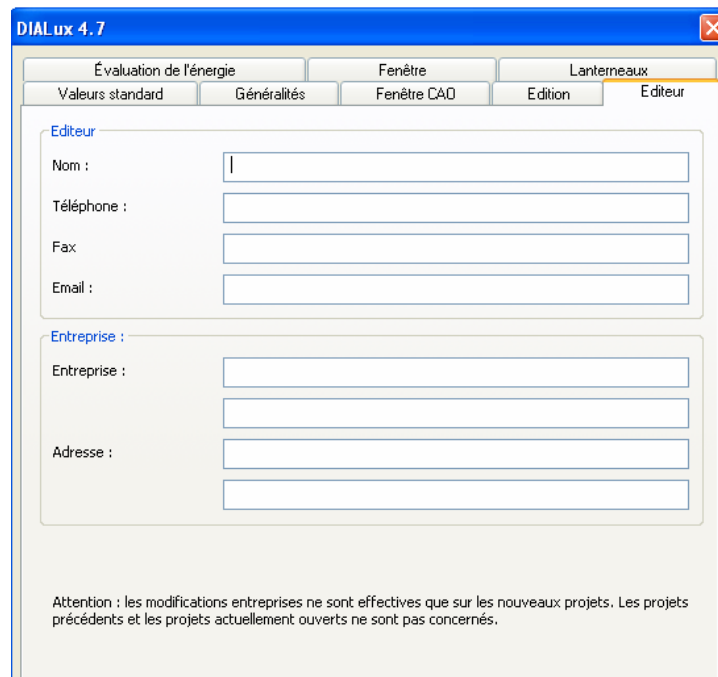 DIALux 4.7
Évaluation de l'énergie Fenêtre Lanterneaux
Valeurs standard Généralités Fenêtre CAO Edition Editeur
Editeur
Nom :
Téléphone :
Fax
Email :
Entreprise :
Entreprise :
Adresse :
Attention : les modifications entreprises ne sont effectives que sur les nouveaux projets. Les projets
précédents et les projets actuellement ouverts ne sont pas concernés.